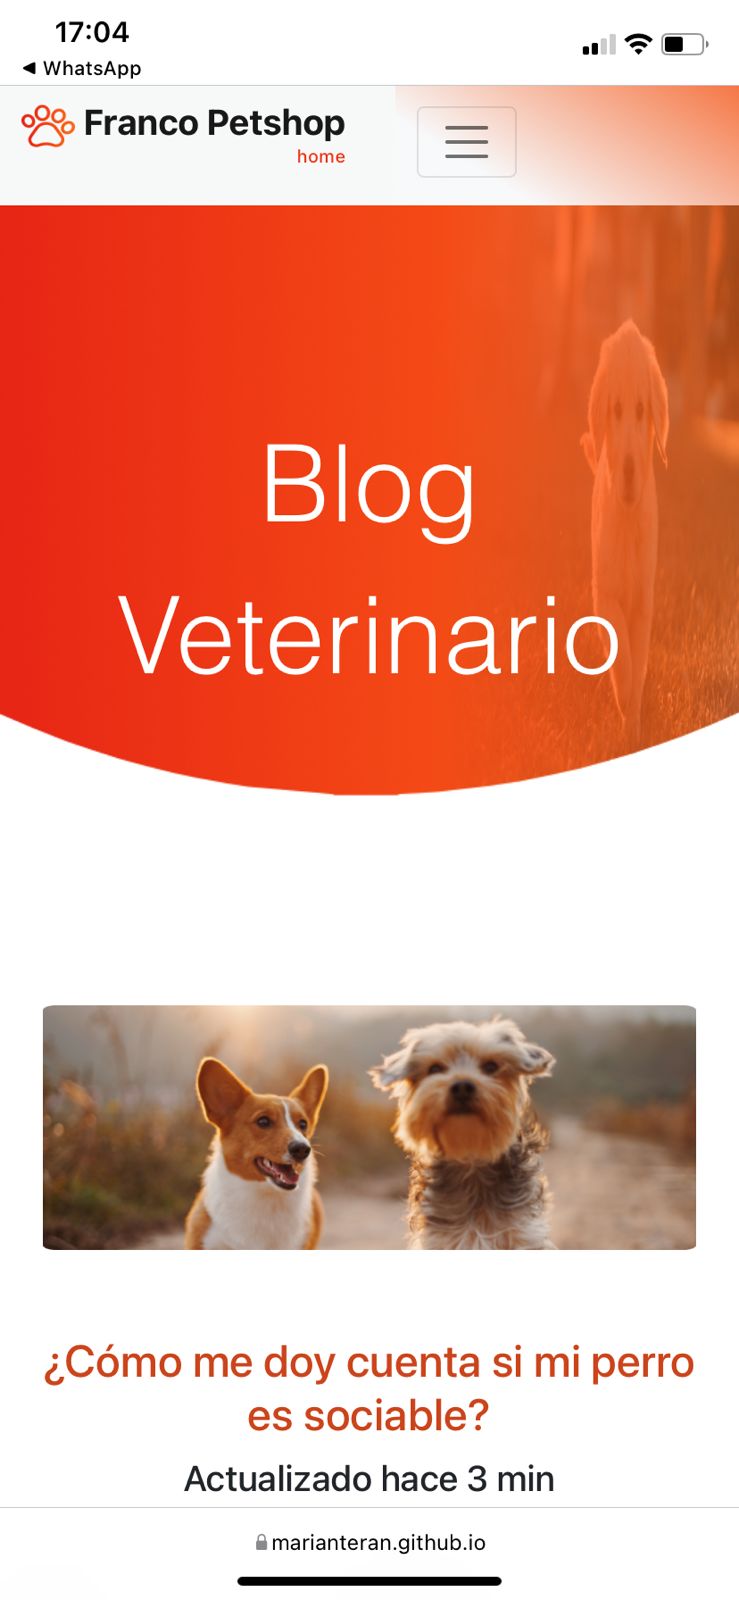 17:04
◀ WhatsApp
Franco Petshop
home
Blog
Veterinario
¿Cómo me doy cuenta si mi perro
es sociable?
Actualizado hace 3 min
marianteran.github.io